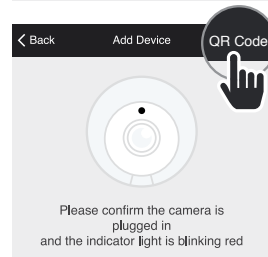 Back Add Device QR Code
Please confirm the camera is
plugged in
and the indicator light is blinking red